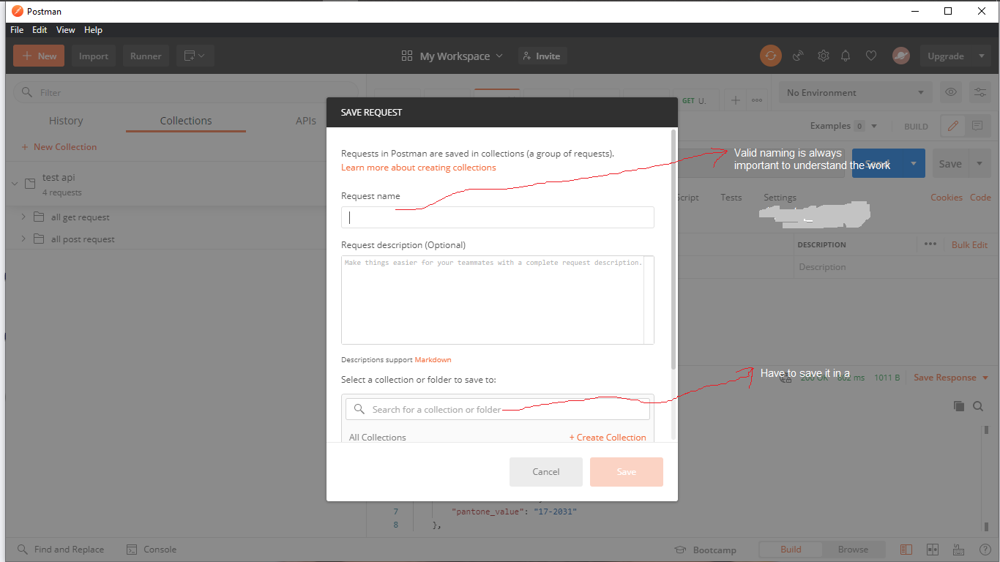 Postman
File Edit View Help
New Import Runner My Workspace Invite Upgrade
Filter
GET U.
No Environment
History Collections APIs
SAVE REQUEST
Examples 0 BUILD
+ New Collection
Requests in Postman are saved in collections (a group of requests).
Learn more about creating collections
Valid naming is always
important to understand the work
Send Save
test api
4 requests
Request name
Script Tests Settings Cookies Code
all get request
all post request
Request description (Optional)
DESCRIPTION Bulk Edit
Make things easier for your teammates with a complete request description.
Description
Descriptions support Markdown
Select a collection or folder to save to:
Have to save it in a
200 OK 802 ms 1011 B Save Response
Search for a collection or folder
All Collections + Create Collection
Cancel Save
7 "pantone_value": "17-2031"
8 },
Find and Replace Console Bootcamp Build Browse